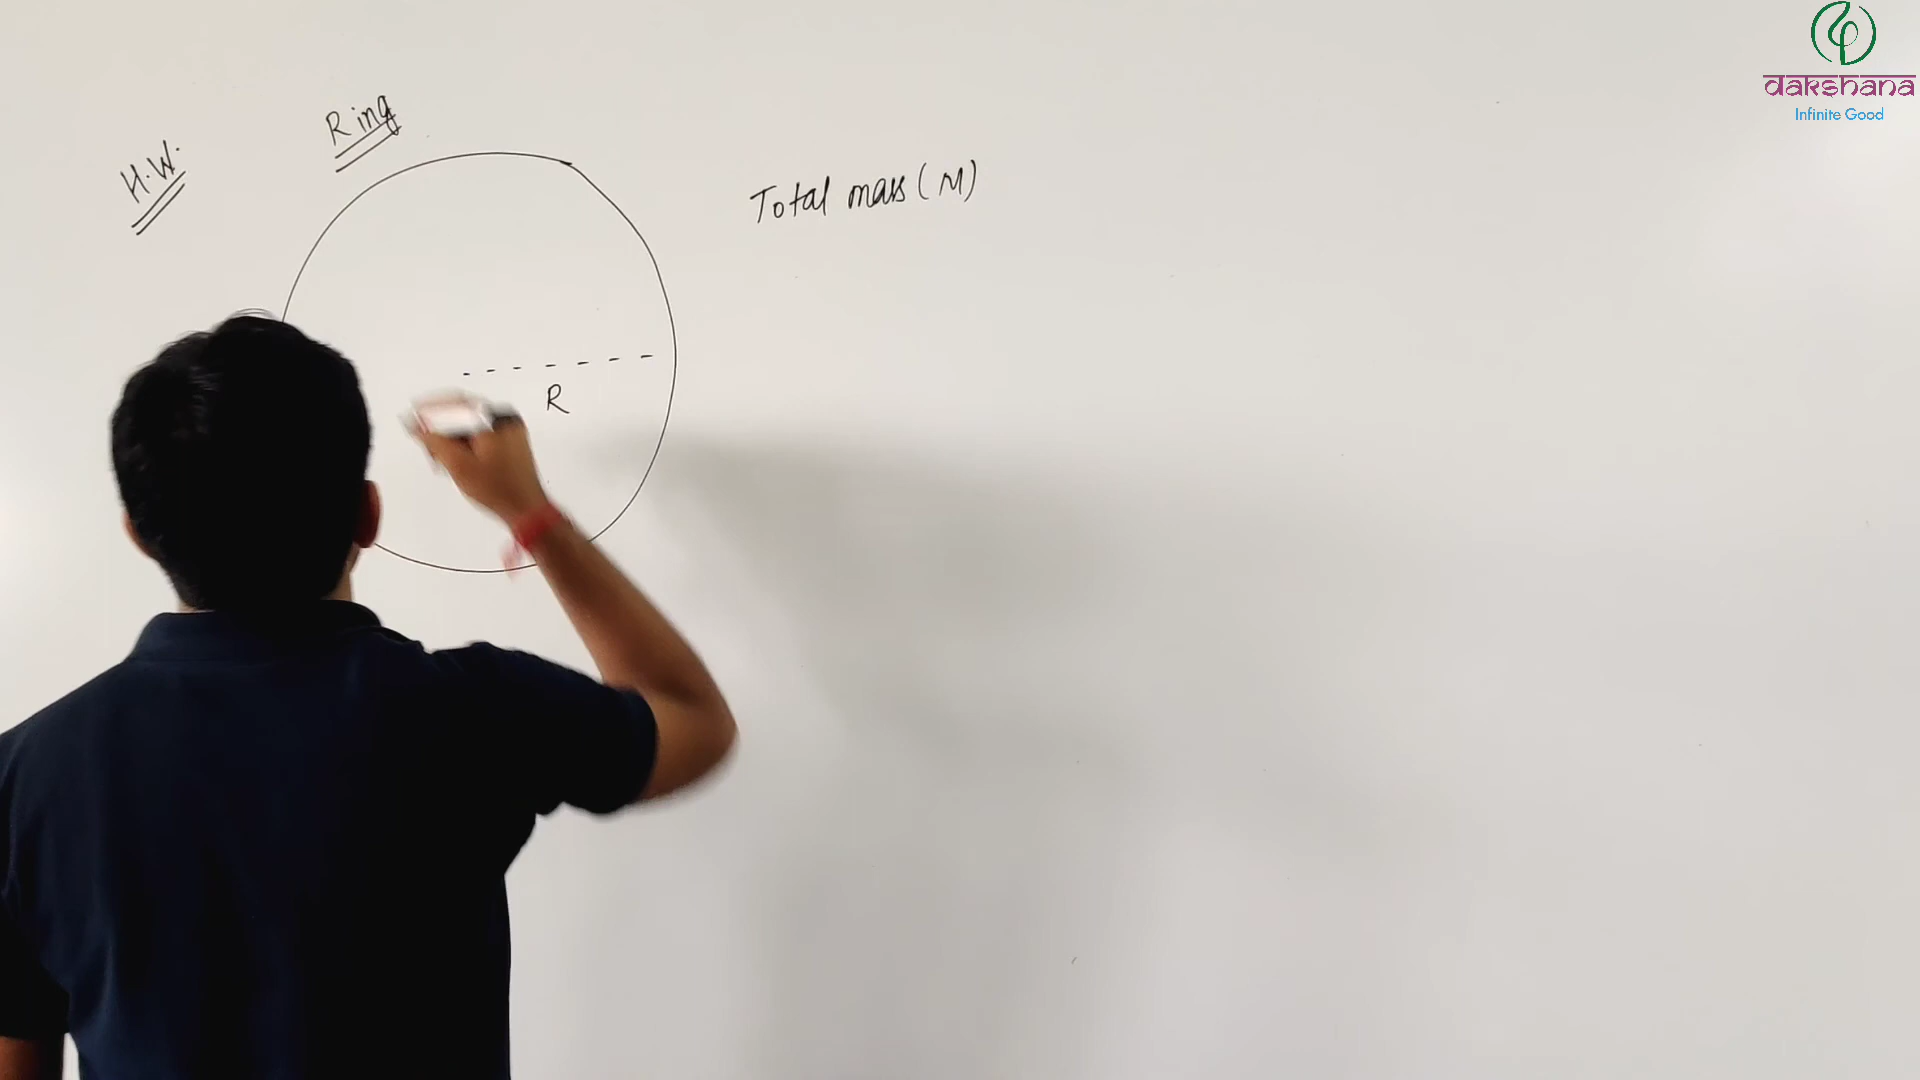 dakshana
Infinite Good
Ring
H.W.
Total mass (M)
R